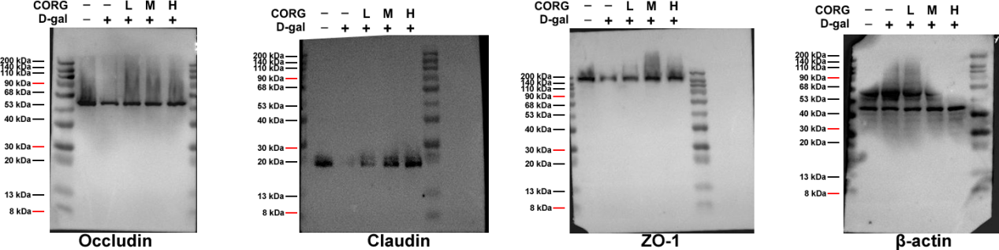 CORG – – L M H
D-gal – + + + +
200 kDa
140 kDa
110 kDa
90 kDa
68 kDa
53 kDa
40 kDa
30 kDa
20 kDa
13 kDa
8 kDa
Occludin
CORG – – L M H
D-gal – + + + +
200 kDa
140 kDa
110 kDa
90 kDa
68 kDa
53 kDa
40 kDa
30 kDa
20 kDa
13 kDa
8 kDa
Claudin
CORG – – L M H
D-gal – + + + +
200 kDa
140 kDa
110 kDa
90 kDa
68 kDa
53 kDa
40 kDa
30 kDa
20 kDa
13 kDa
8 kDa
ZO-1
CORG – – L M H
D-gal – + + + +
200 kDa
140 kDa
110 kDa
90 kDa
68 kDa
53 kDa
40 kDa
30 kDa
20 kDa
13 kDa
8 kDa
β-actin